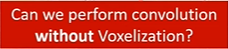 Can we perform convolution
without Voxelization?